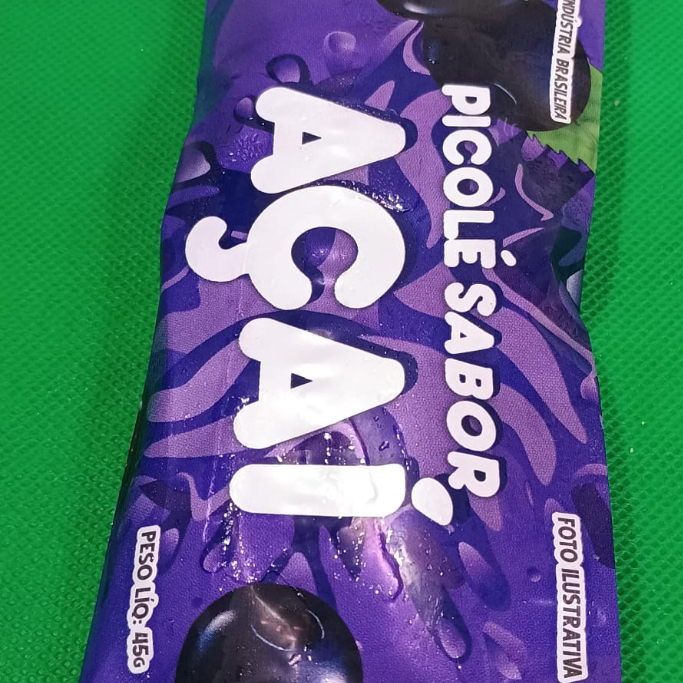 INDÚSTRIA BRASILEIRA
PICOLÉ SABOR
AÇAÍ
FOTO ILUSTRATIVA
PESO LÍQ: 45G